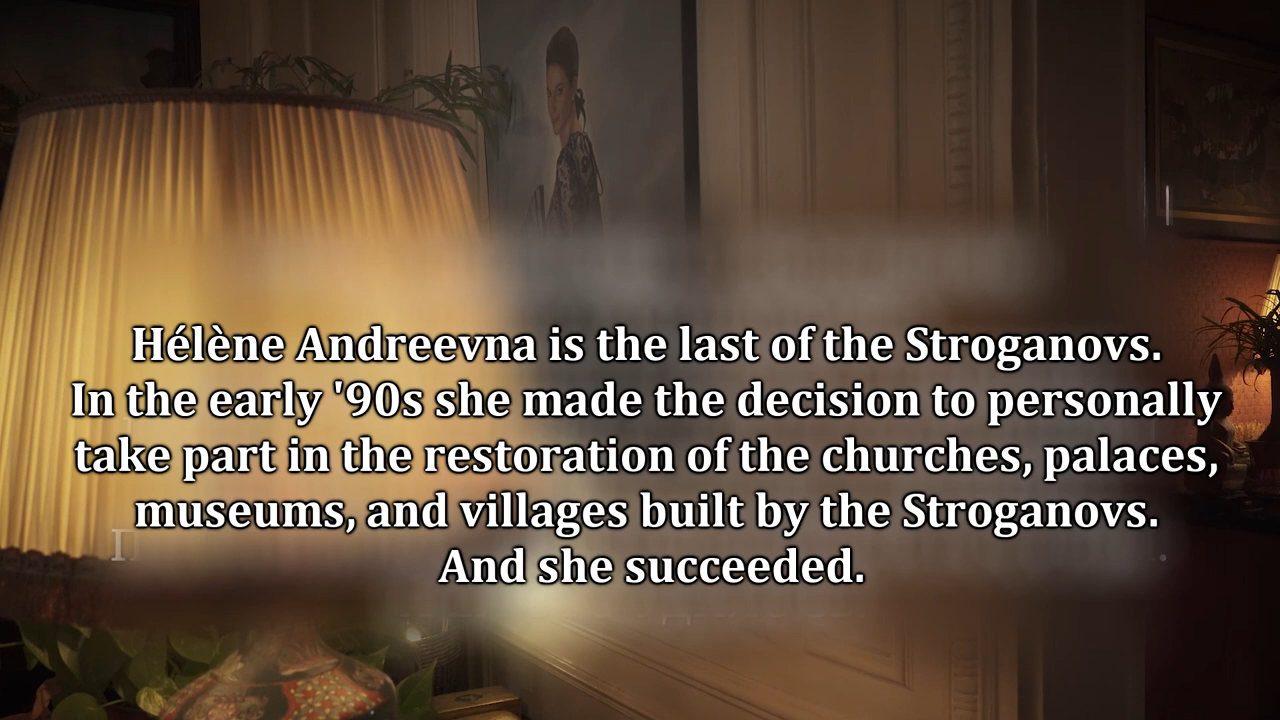 Hélène Andreevna is the last of the Stroganovs.
In the early '90s she made the decision to personally
take part in the restoration of the churches, palaces,
museums, and villages built by the Stroganovs.
And she succeeded.